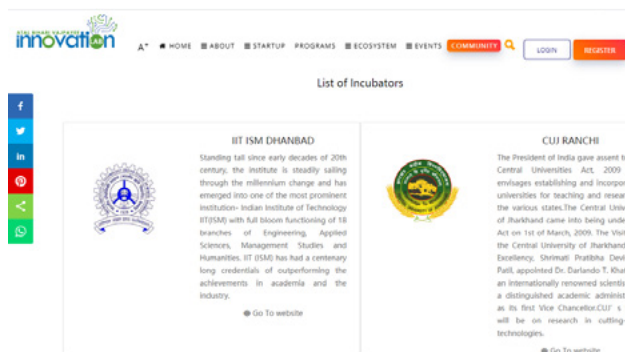 ATAL BIHARI VAJPAYEE
innovation
A+ HOME ABOUT STARTUP PROGRAMS ECOSYSTEM EVENTS COMMUNITY LOGIN REGISTER
List of Incubators
IIT ISM DHANBAD
Standing tall since early decades of 20th
century, the institute is steadily sailing
through the millennium change and has
emerged into one of the most prominent
institution- Indian Institute of Technology
IIT(ISM) with full bloom functioning of 18
branches of Engineering, Applied
Sciences, Management Studies and
Humanities. IIT (ISM) has had a centenary
long credentials of outperforming the
achievements in academia and the
industry.
Go To website
CUJ RANCHI
The President of India gave assent t
Central Universities Act, 2009
envisages establishing and incorpor
universities for teaching and resear
the various states.The Central Univ
of Jharkhand came into being unde
Act on 1st of March, 2009. The Visit
the Central University of Jharkhand
Excellency, Shrimati Pratibha Devi
Patil, appointed Dr. Darlando T. Khat
an internationally renowned scientis
a distinguished academic administ
as its first Vice Chancellor.CUJ' s
will be on research in cutting-
technologies.
Go To website